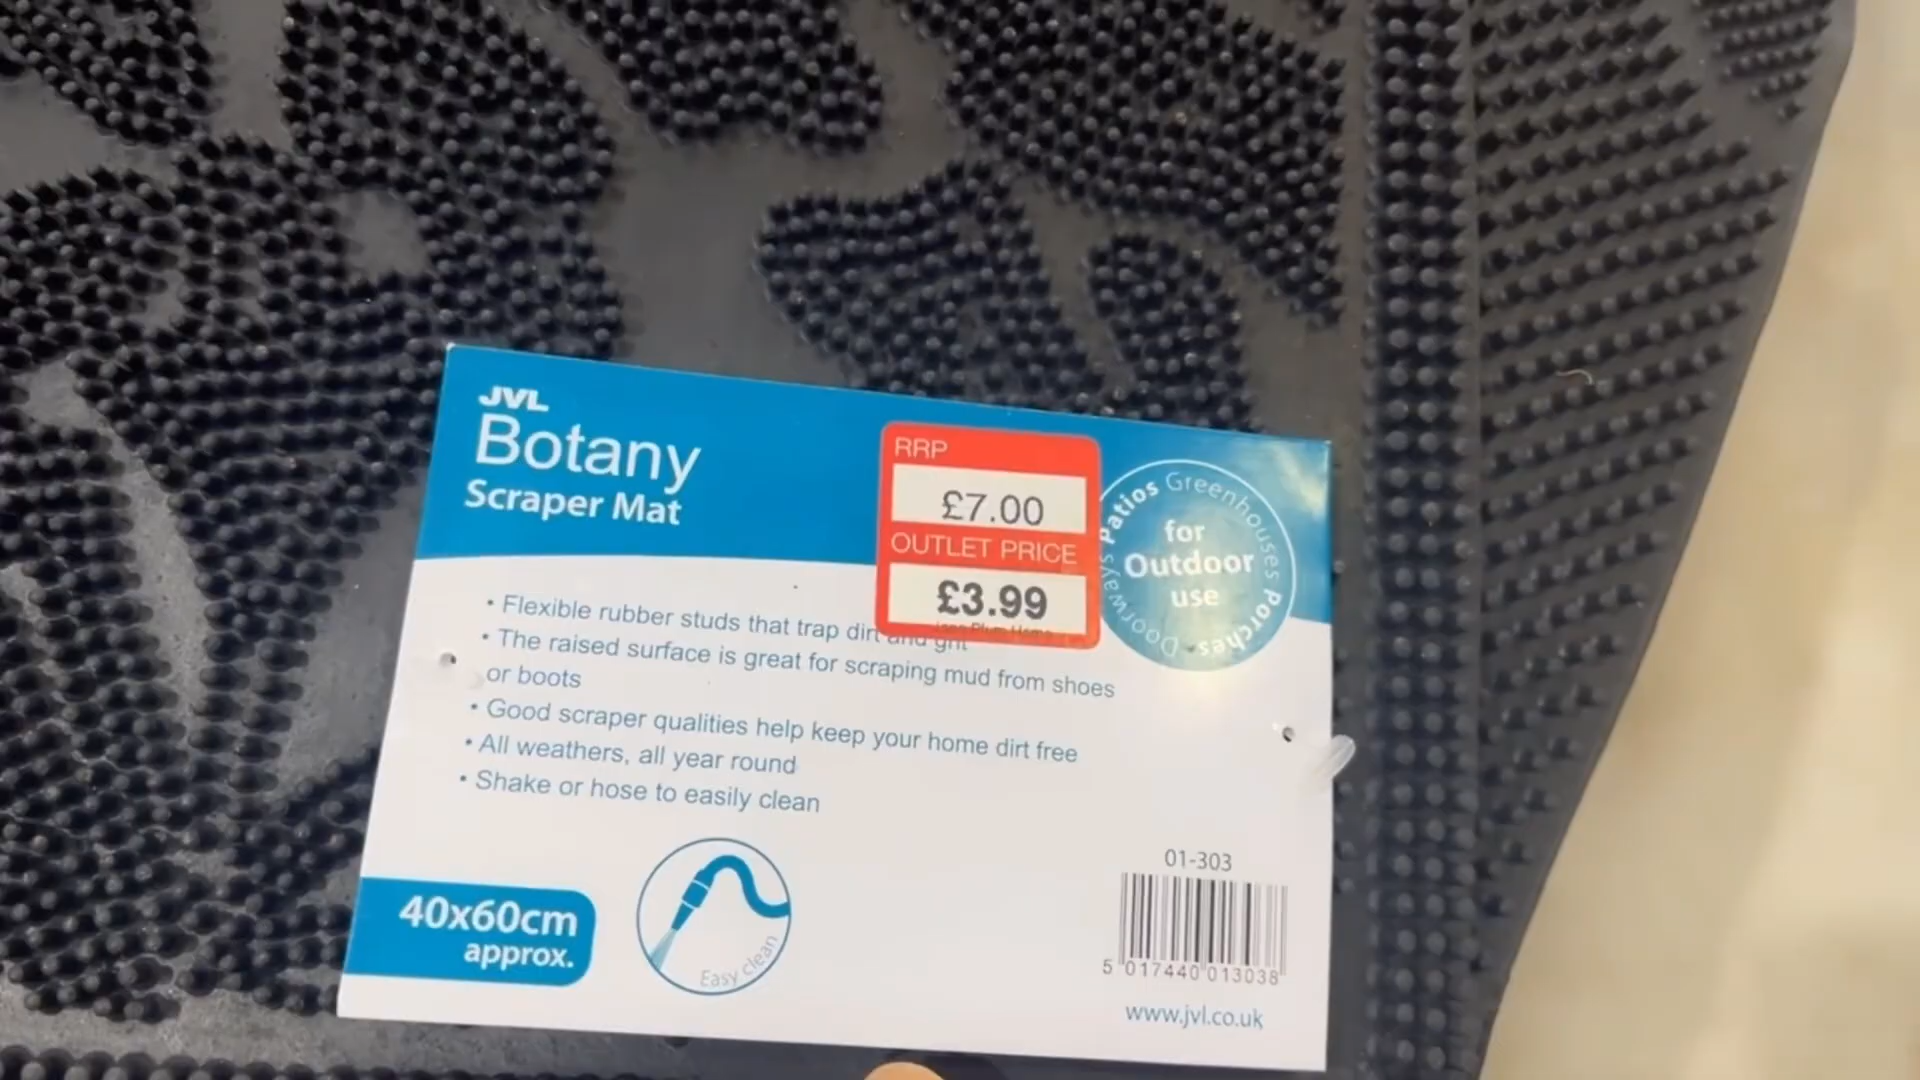 JVL
Botany
Scraper Mat
RRP
£7.00
OUTLET PRICE
£3.99
Patios Greenhouses Porches Doorways
for
Outdoor
use
• Flexible rubber studs that trap dirt and grit
• The raised surface is great for scraping mud from shoes
or boots
• Good scraper qualities help keep your home dirt free
• All weathers, all year round
• Shake or hose to easily clean
40x60cm
approx.
Easy clean
01-303
5 017440 013038
www.jvl.co.uk